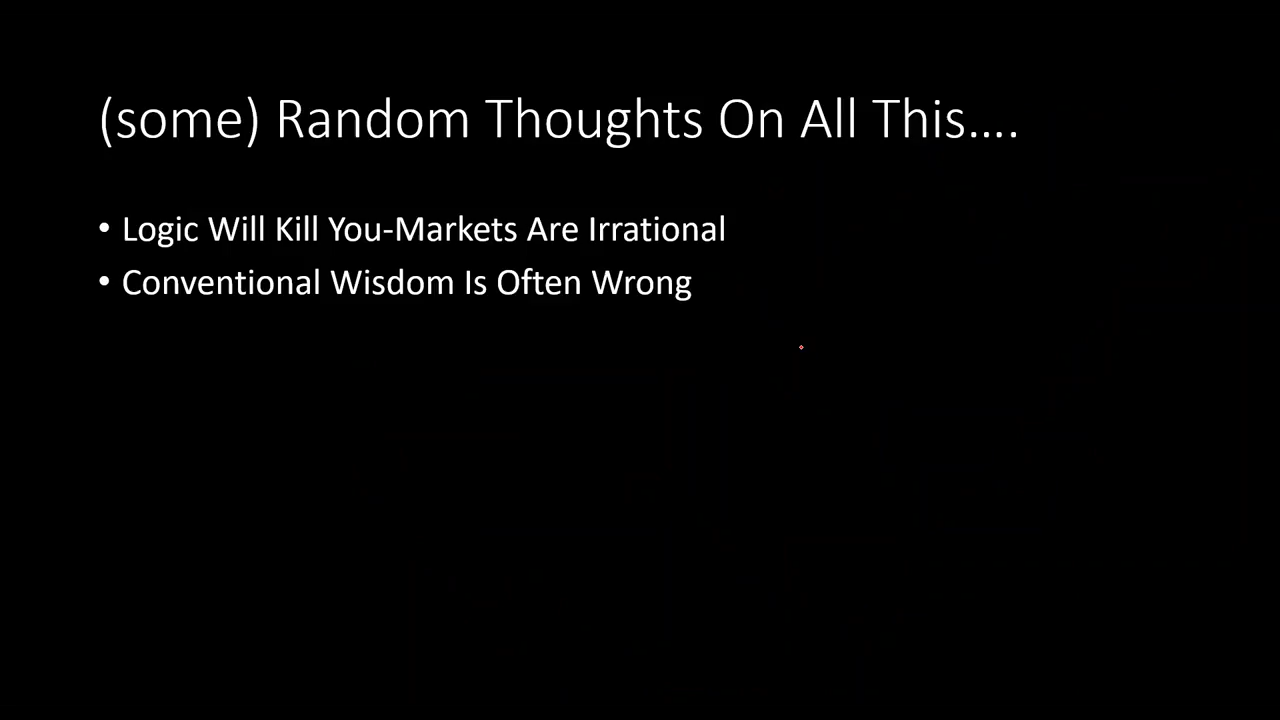 (some) Random Thoughts On All This....
• Logic Will Kill You-Markets Are Irrational
• Conventional Wisdom Is Often Wrong